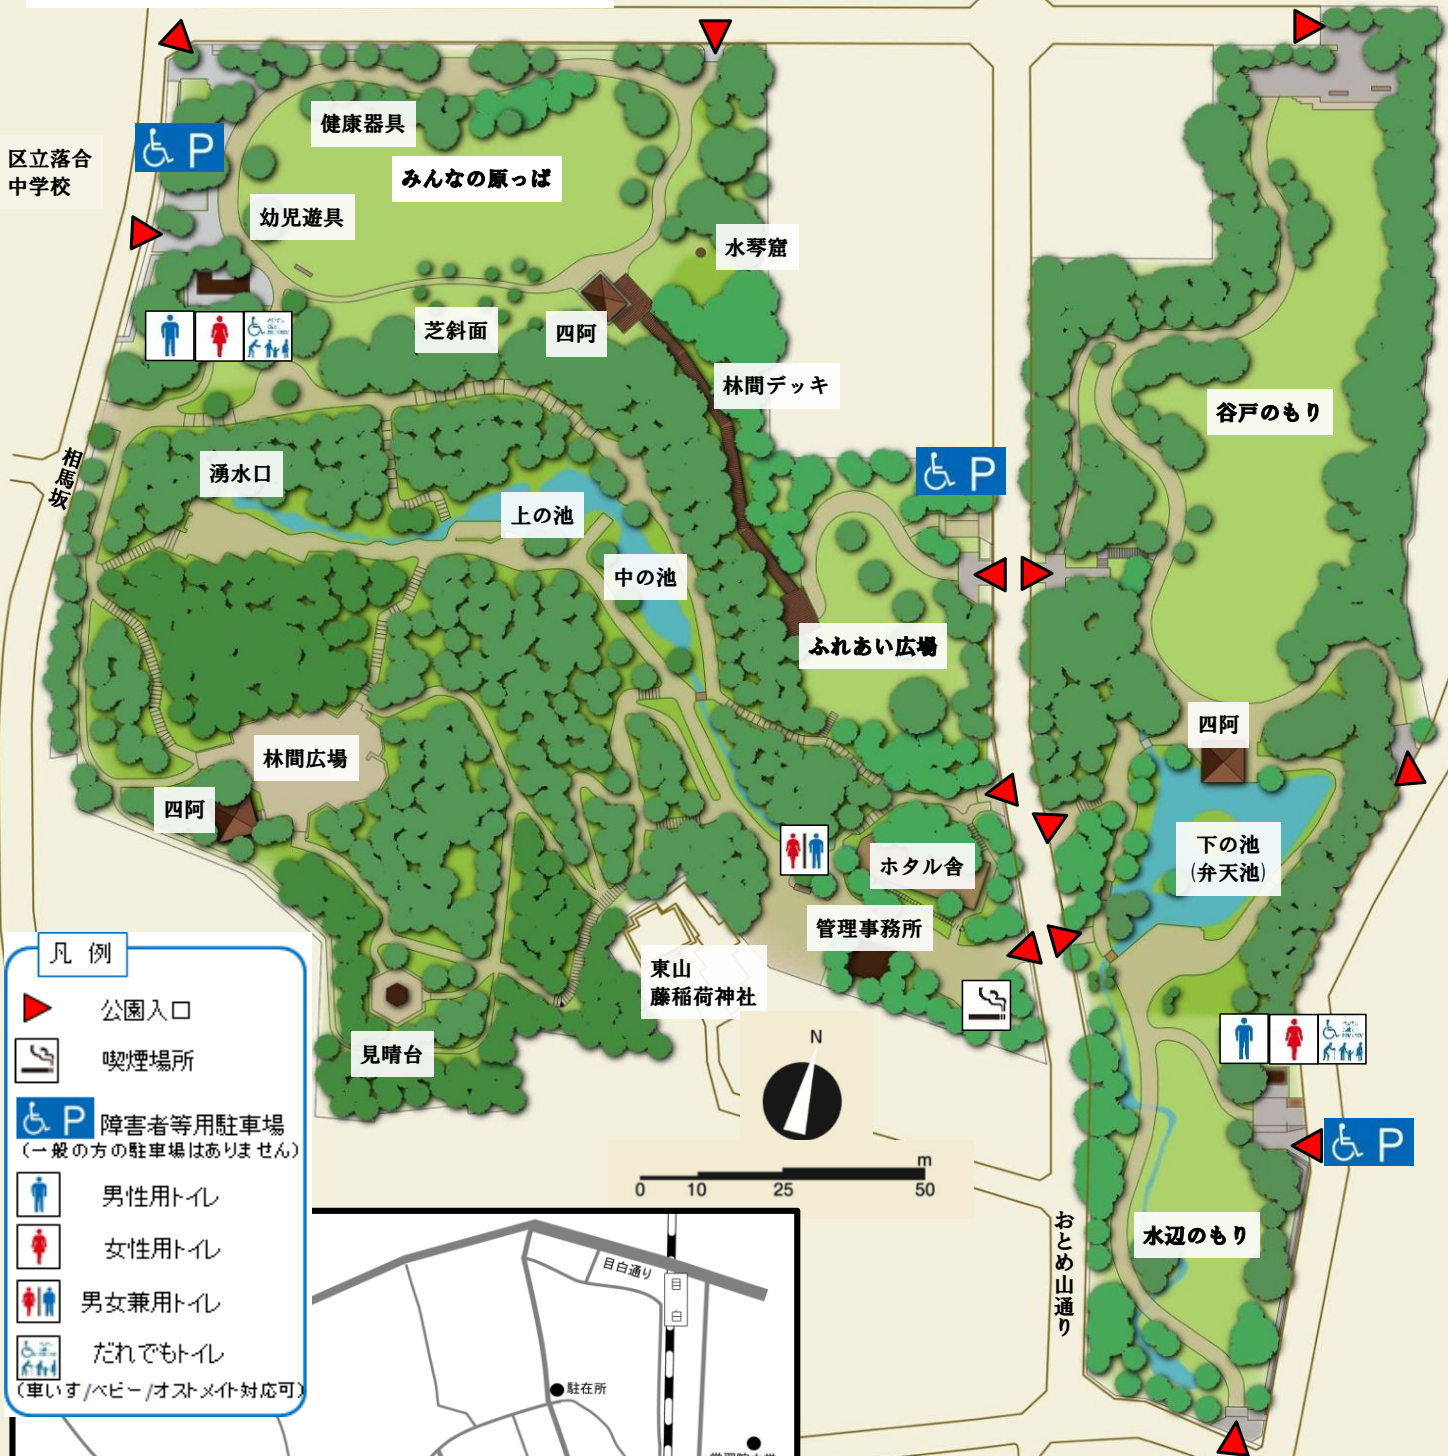 区立落合
中学校
P
健康器具
みんなの原っぱ
幼児遊具
水琴窟
芝斜面
四阿
林間デッキ
谷戸のもり
相馬坂
湧水口
上の池
中の池
P
ふれあい広場
四阿
林間広場
四阿
下の池
(弁天池)
ホタル舎
管理事務所
東山
藤稲荷神社
見晴台
P
水辺のもり
おとめ山通り
N
m
0 10 25 50
凡 例
公園入口
喫煙場所
P 障害者等用駐車場
(一般の方の駐車場はありません)
男性用トイレ
女性用トイレ
男女兼用トイレ
だれでもトイレ
(車いす/ベビー/オストメイト対応可)
目白通り
目白
駐在所